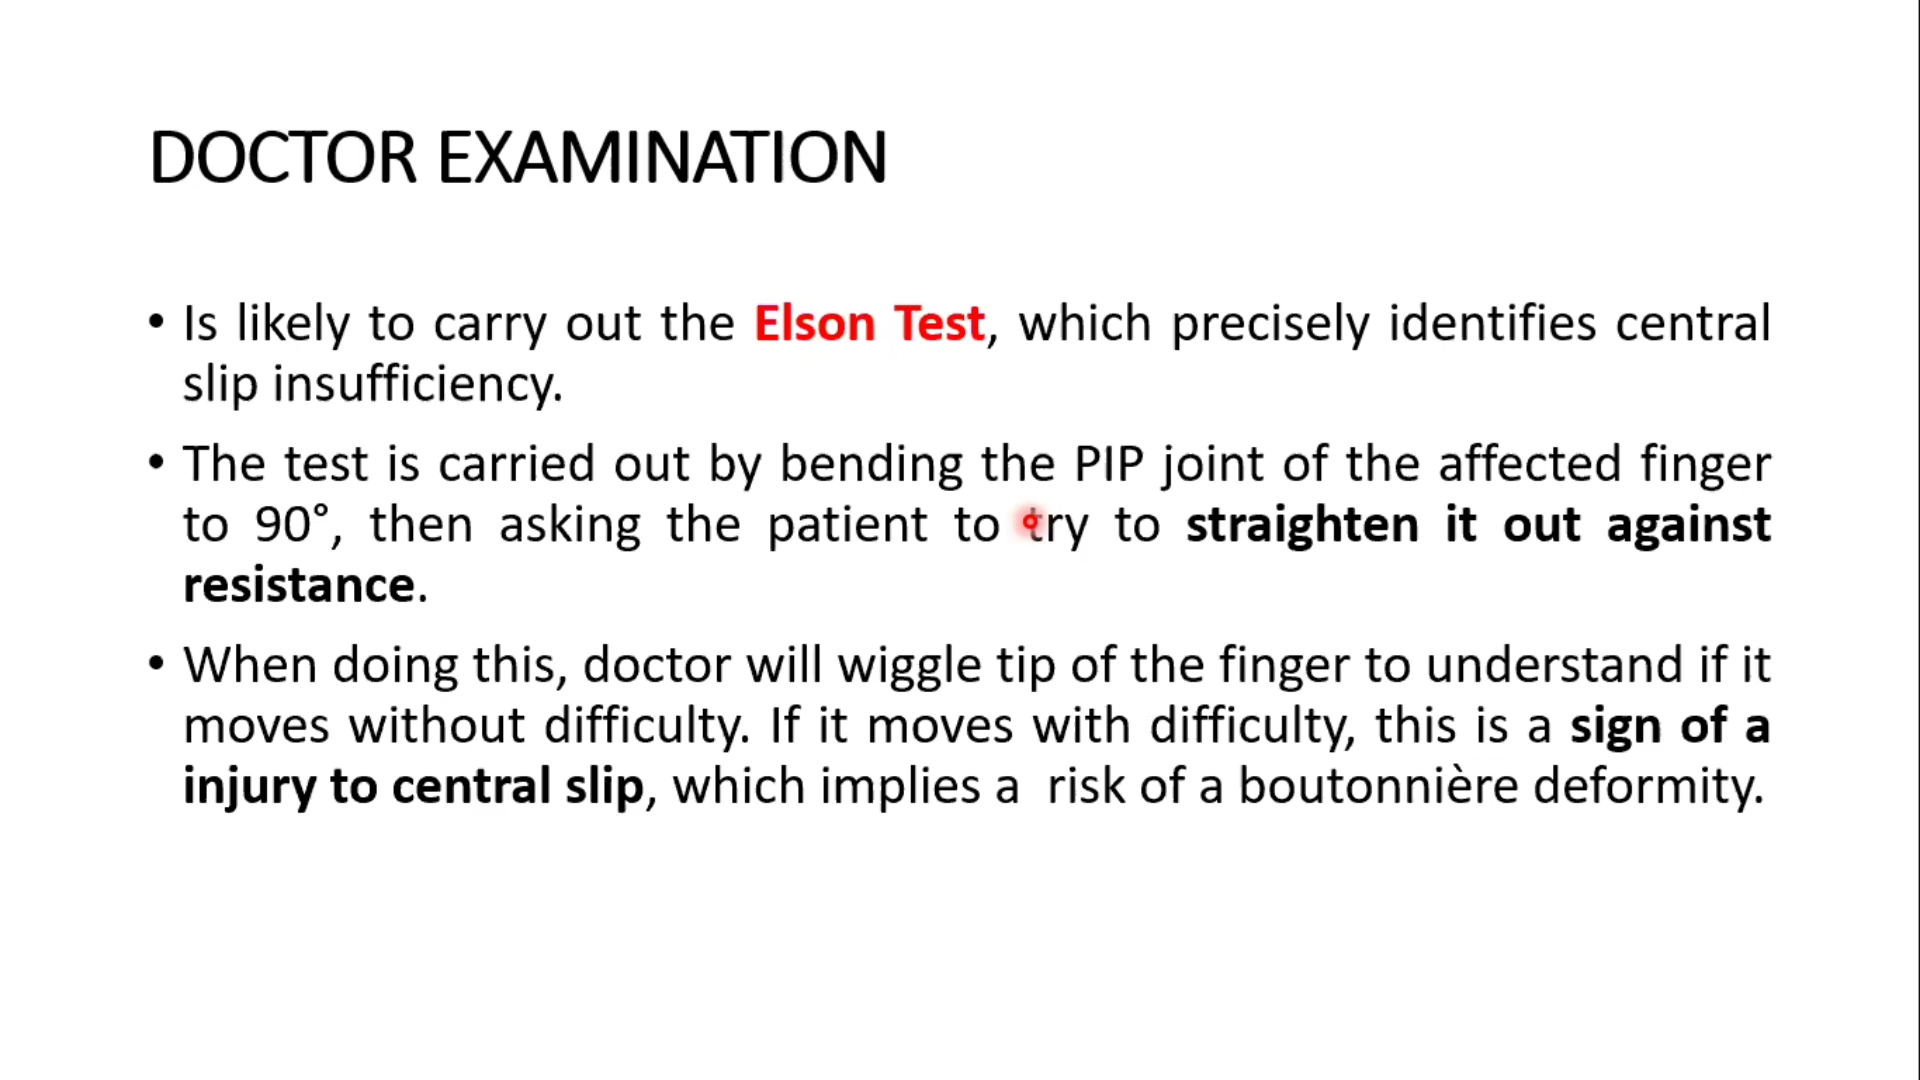 DOCTOR EXAMINATION
• Is likely to carry out the Elson Test, which precisely identifies central
slip insufficiency.
• The test is carried out by bending the PIP joint of the affected finger
to 90°, then asking the patient to try to straighten it out against
resistance.
• When doing this, doctor will wiggle tip of the finger to understand if it
moves without difficulty. If it moves with difficulty, this is a sign of a
injury to central slip, which implies a  risk of a boutonnière deformity.